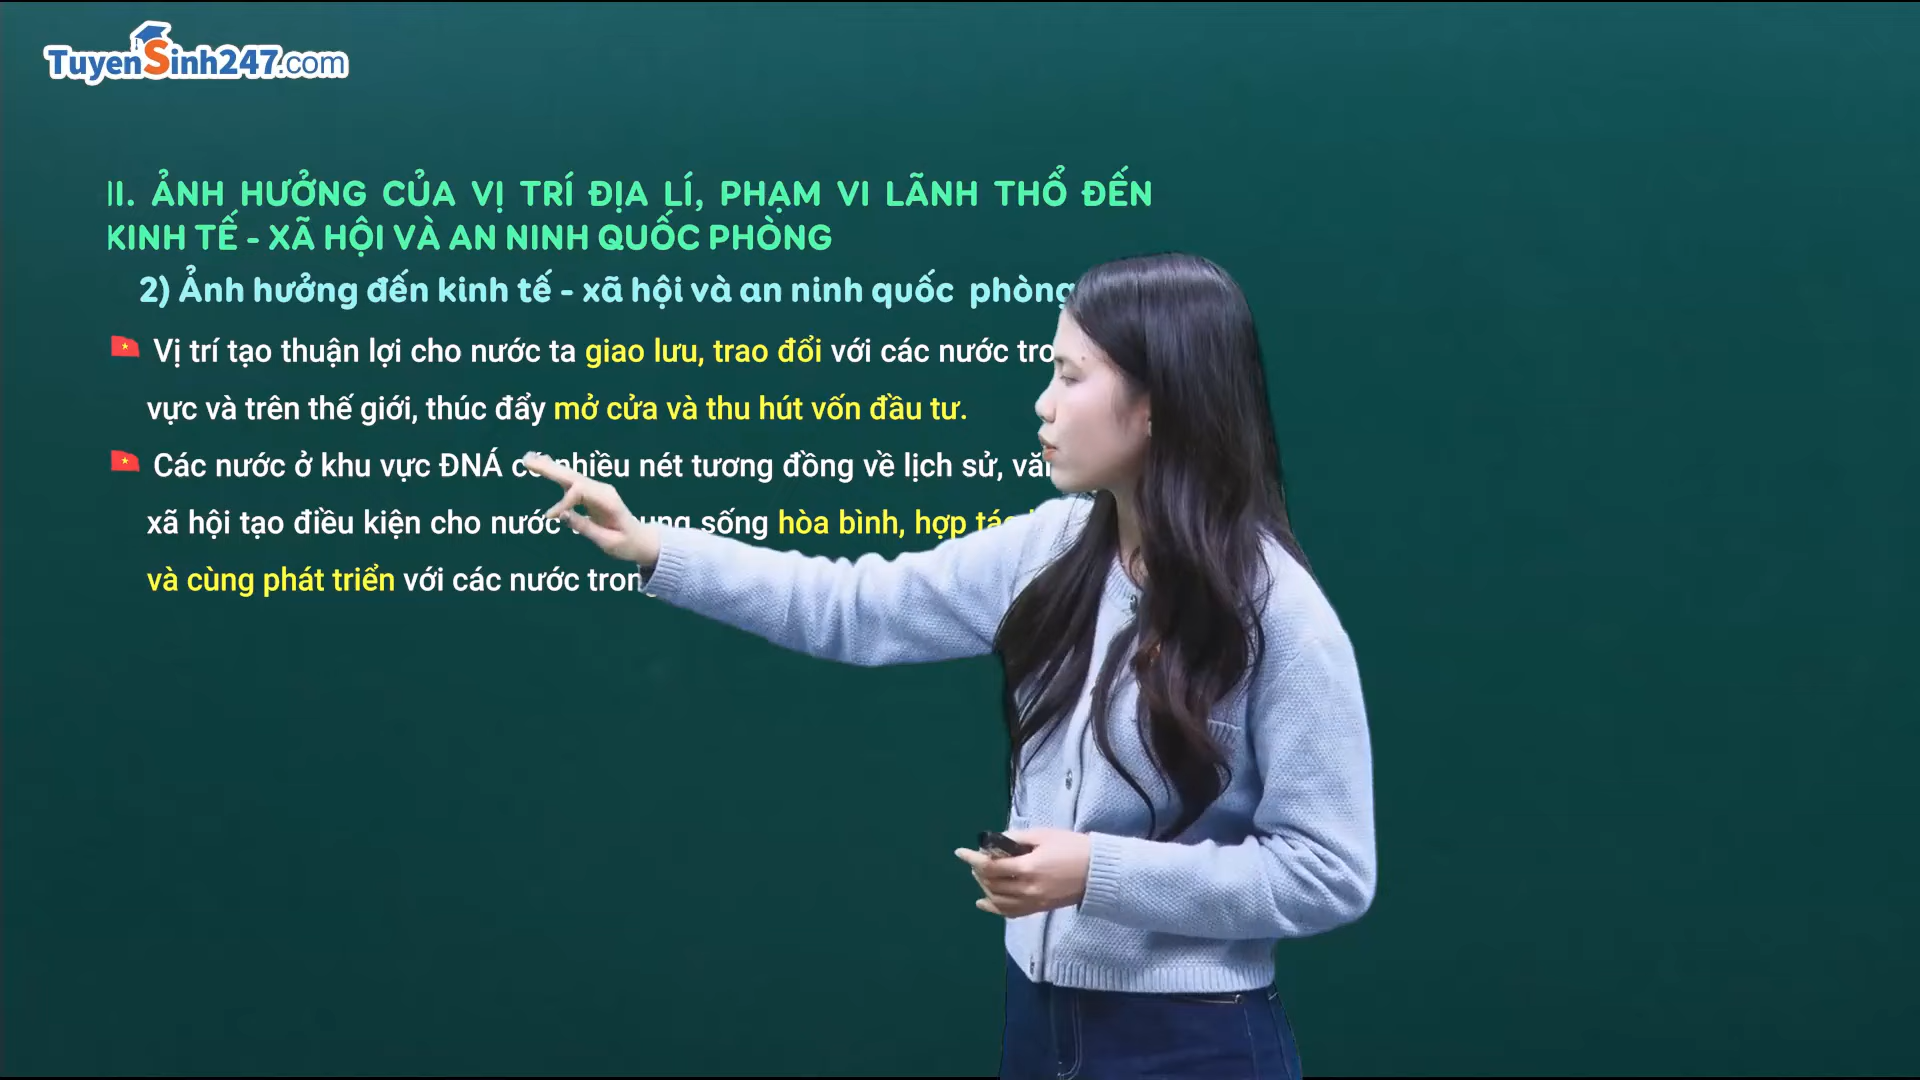 TuyenSinh247.com
II. ẢNH HƯỞNG CỦA VỊ TRÍ ĐỊA LÍ, PHẠM VI LÃNH THỔ ĐẾN
KINH TẾ - XÃ HỘI VÀ AN NINH QUỐC PHÒNG
2) Ảnh hưởng đến kinh tế - xã hội và an ninh quốc phòng
Vị trí tạo thuận lợi cho nước ta giao lưu, trao đổi với các nước
vực và trên thế giới, thúc đẩy mở cửa và thu hút vốn đầu tư.
Các nước ở khu vực ĐNÁ có nhiều nét tương đồng về lịch sử,
xã hội tạo điều kiện cho nước sống hòa bình, hợp tác
và cùng phát triển với các nước